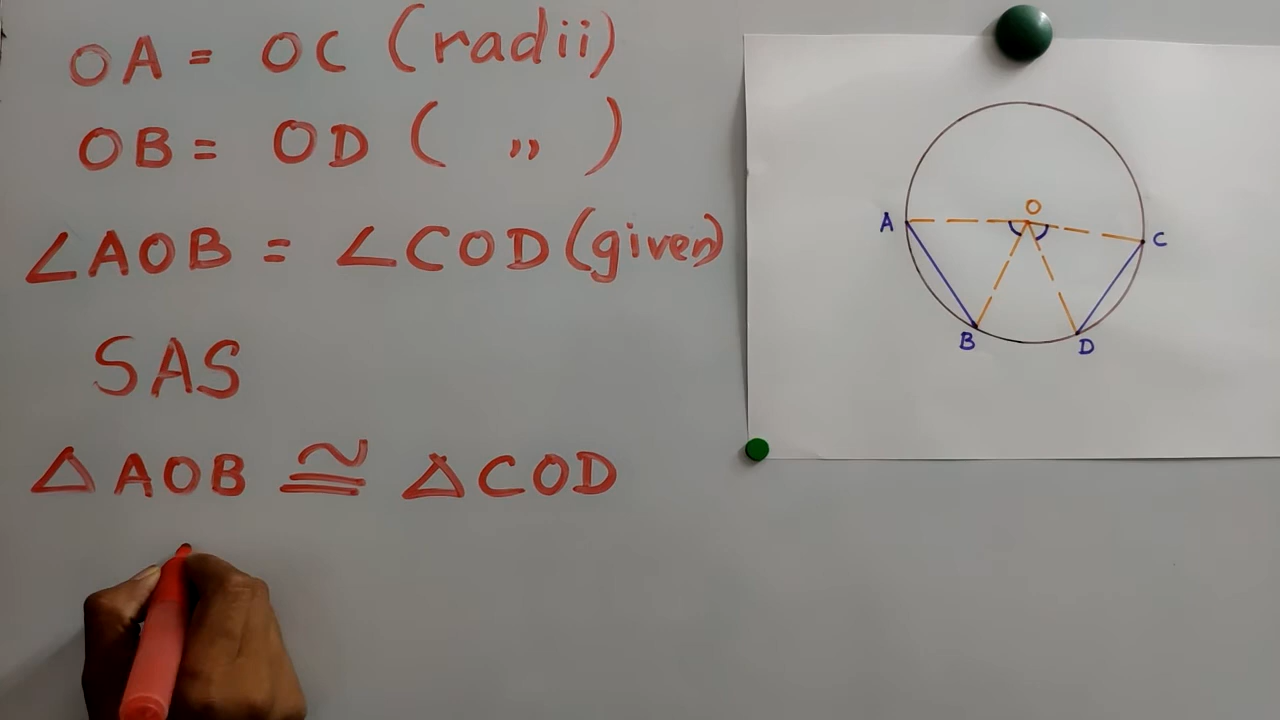 OA = OC (radii)
OB = OD ( ,, )
∠AOB = ∠COD (given)
SAS
△AOB ≅ △COD
O
A
C
B
D